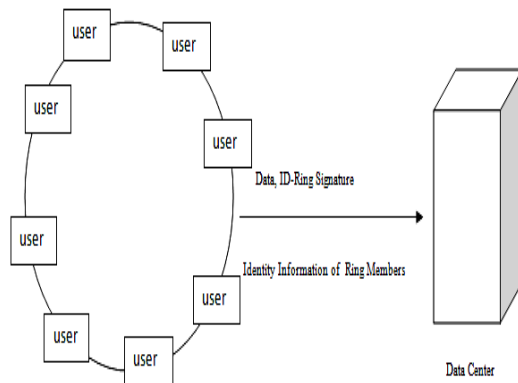 user
user
user
user
Data, ID-Ring Signature
user
Identity Information of Ring Members
user
user
user
Data Center